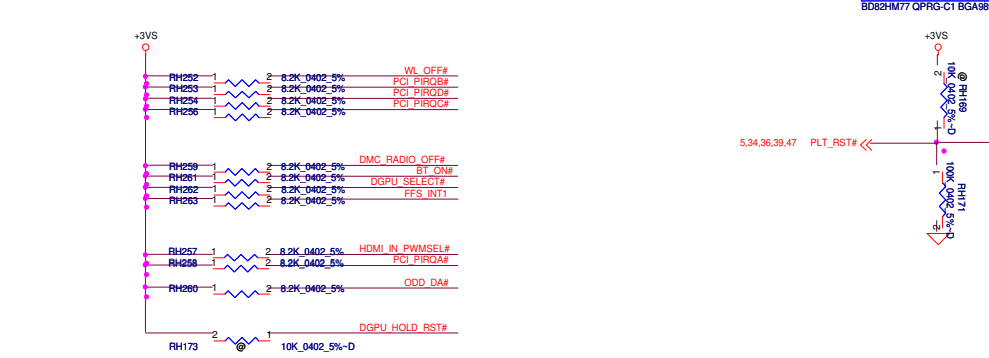 BD82HM77 QPRG-C1 BGA98
+3VS
WL_OFF#
RH252 1 2 8.2K_0402_5%
PCI_PIRQB#
RH253 1 2 8.2K_0402_5%
PCI_PIRQD#
RH254 1 2 8.2K_0402_5%
PCI_PIRQC#
RH256 1 2 8.2K_0402_5%
DMC_RADIO_OFF#
RH259 1 2 8.2K_0402_5%
BT_ON#
RH261 1 2 8.2K_0402_5%
DGPU_SELECT#
RH262 1 2 8.2K_0402_5%
FFS_INT1
RH263 1 2 8.2K_0402_5%
HDMI_IN_PWMSEL#
RH257 1 2 8.2K_0402_5%
PCI_PIRQA#
RH258 1 2 8.2K_0402_5%
ODD_DA#
RH260 1 2 8.2K_0402_5%
DGPU_HOLD_RST#
2 1
RH173 @ 10K_0402_5%~D
+3VS
2 @ RH169
10K_0402_5%~D
1
5,34,36,39,47 PLT_RST#
1 RH171
100K_0402_5%~D
2